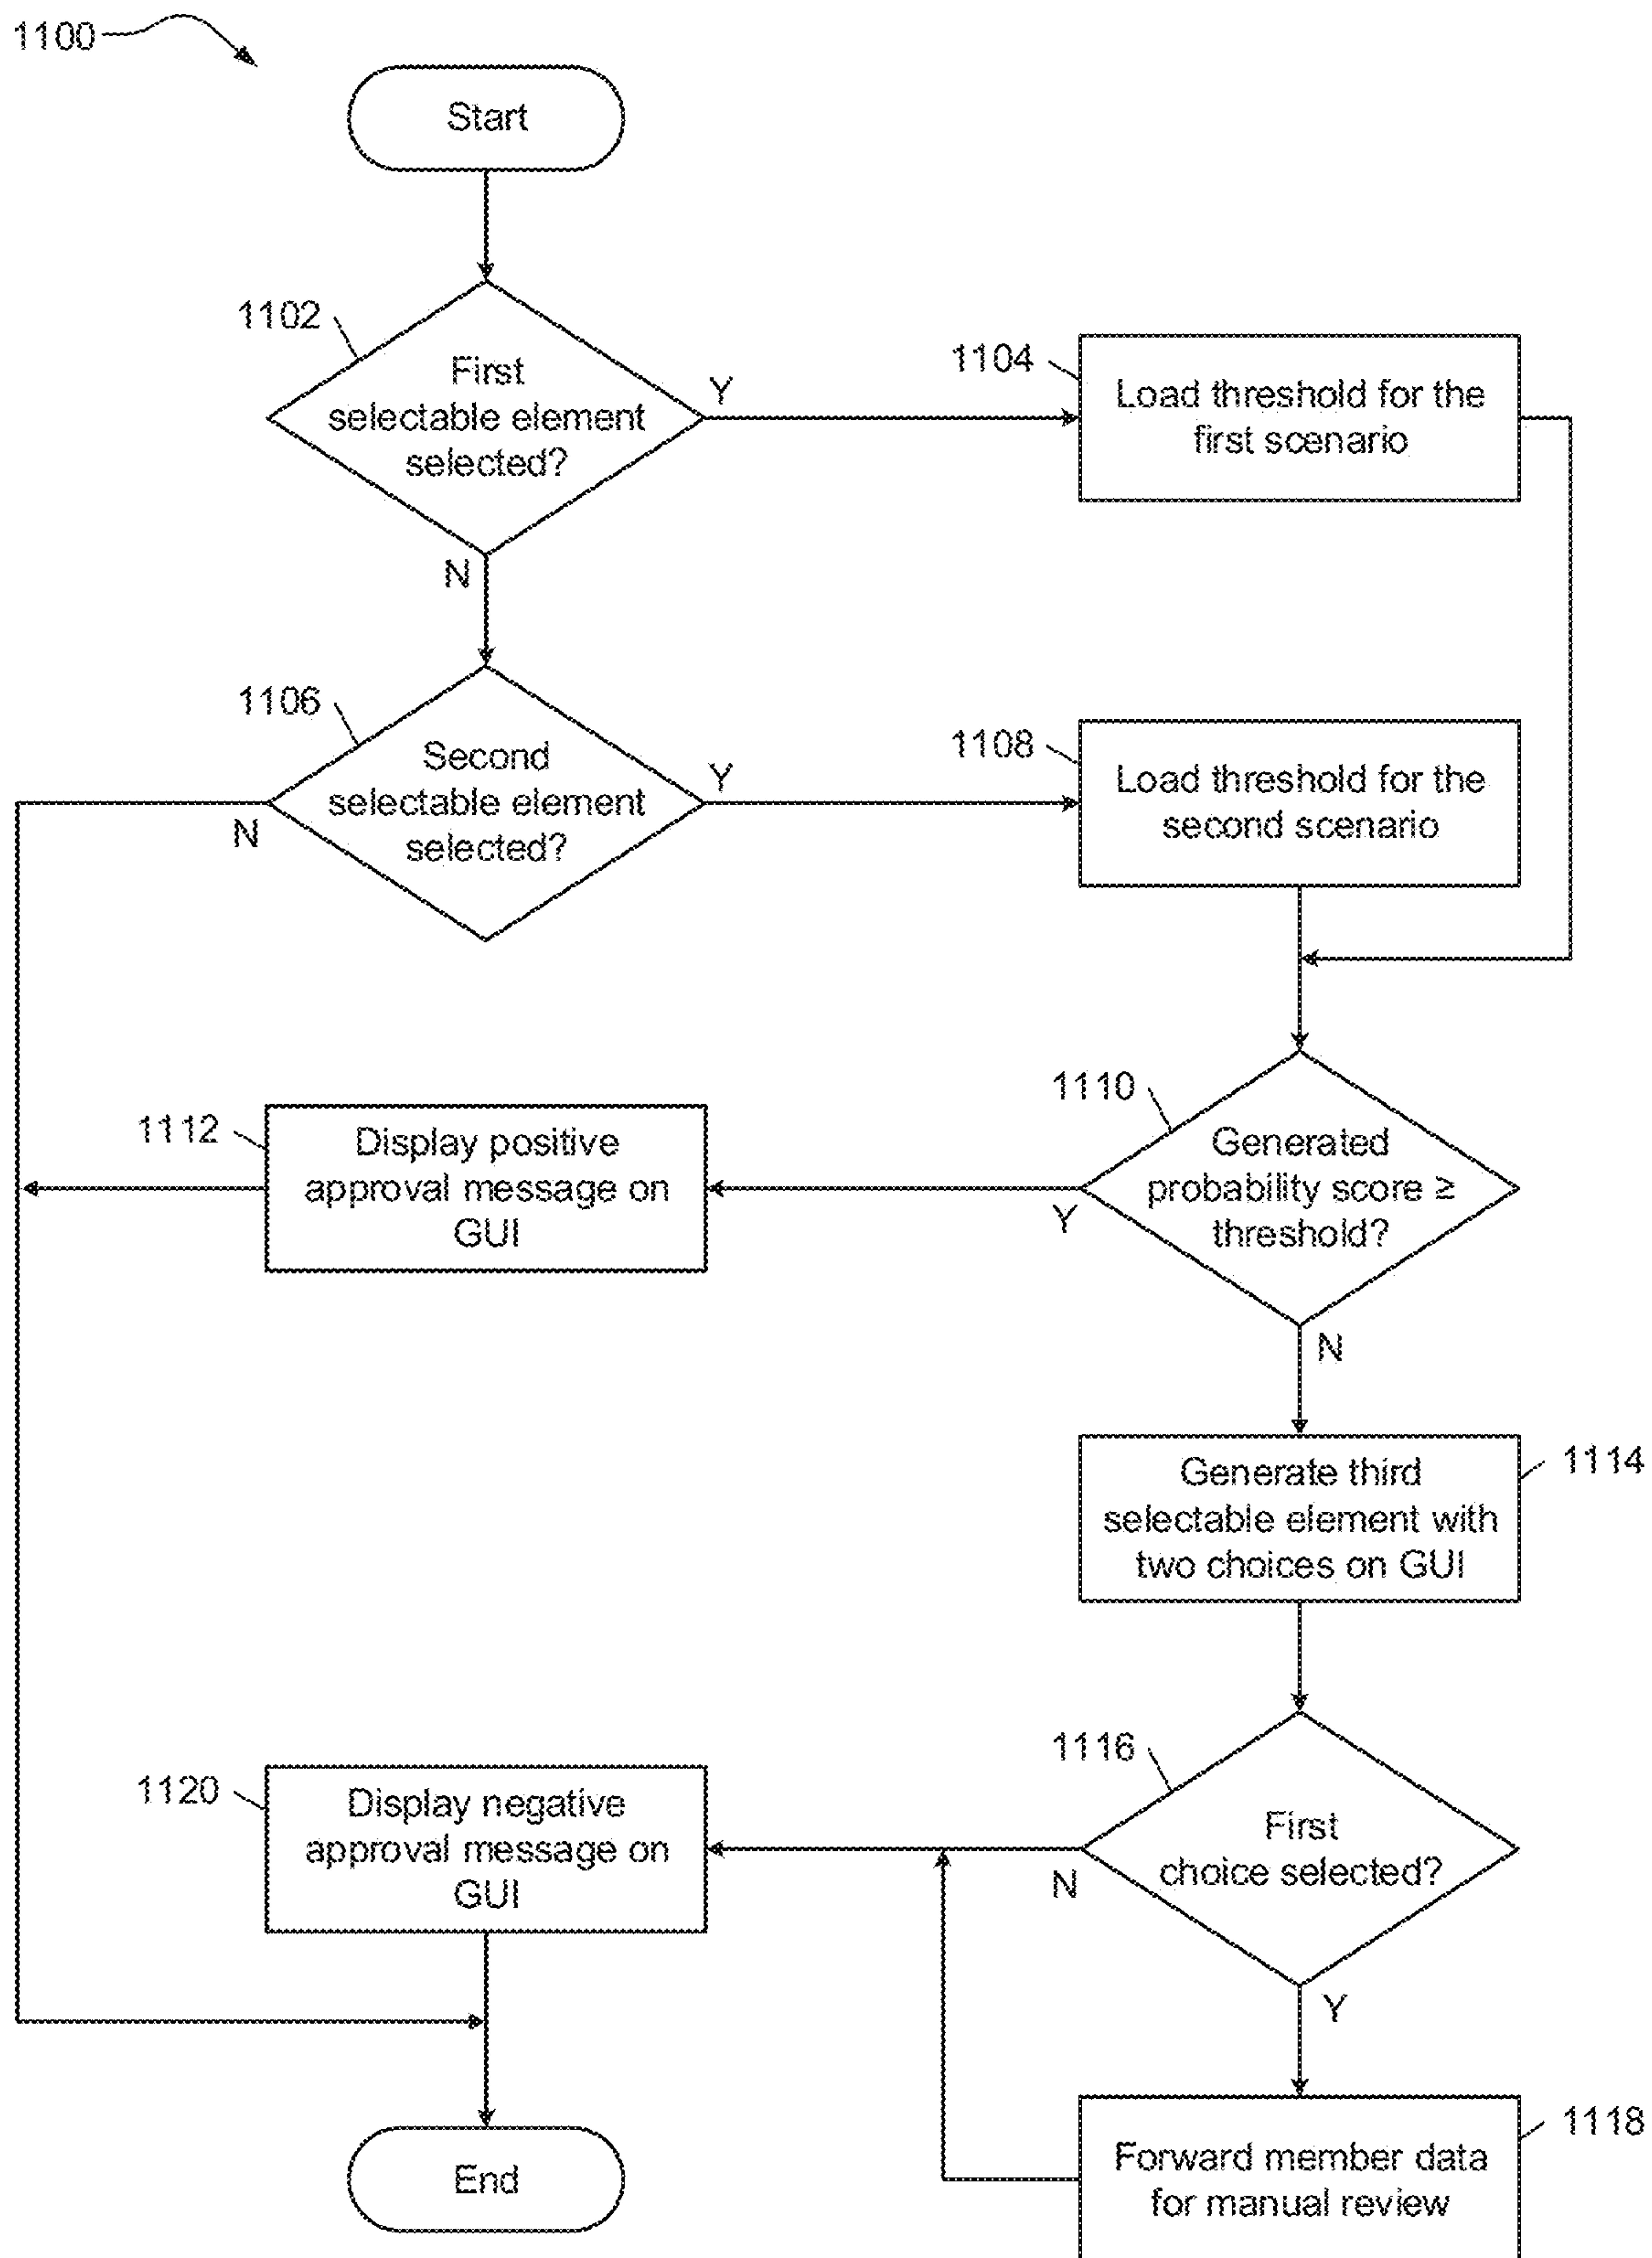 1100
Start
1102
First
selectable element
selected?
Y
N
1104
Load threshold for the
first scenario
1106
Second
selectable element
selected?
Y
N
1108
Load threshold for the
second scenario
1110
Generated
probability score ≥
threshold?
Y
N
1112
Display positive
approval message on
GUI
1114
Generate third
selectable element with
two choices on GUI
1116
First
choice selected?
N
Y
1120
Display negative
approval message on
GUI
1118
Forward member data
for manual review
End